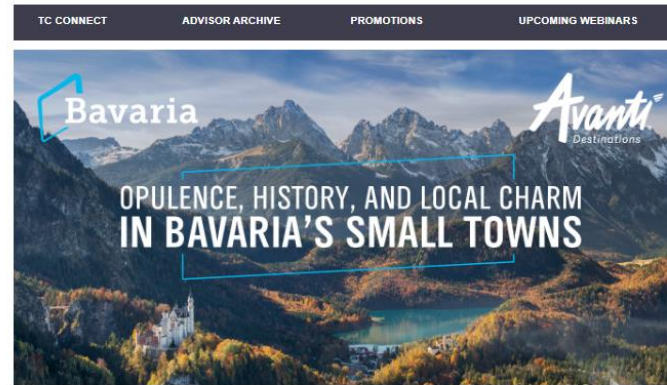 TC CONNECT
ADVISOR ARCHIVE
PROMOTIONS
UPCOMING WEBINARS
Bavaria
Avanti
Destinations
OPULENCE, HISTORY, AND LOCAL CHARM
IN BAVARIA'S SMALL TOWNS